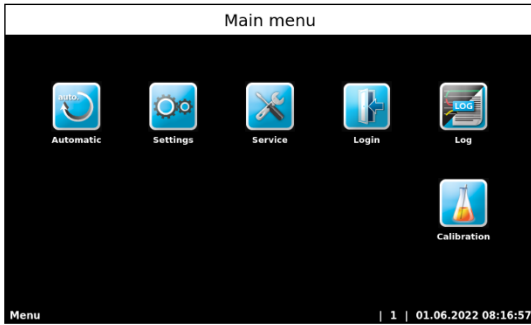 Main menu
auto.
LOG
Automatic Settings Service Login Log
Calibration
Menu | 1 | 01.06.2022 08:16:57